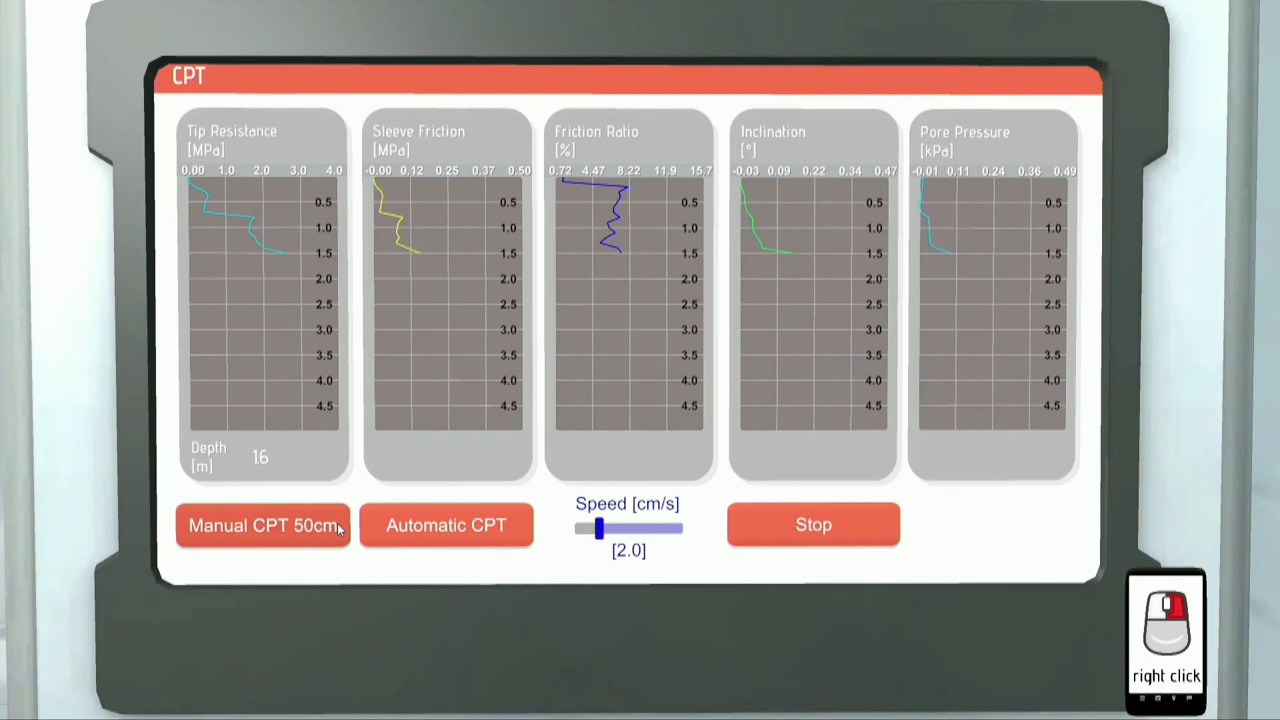 CPT
Tip Resistance
[MPa]
0.00 1.0 2.0 3.0 4.0
0.5
1.0
1.5
2.0
2.5
3.0
3.5
4.0
4.5
Depth
[m]
1.6
Sleeve Friction
[MPa]
-0.00 0.12 0.25 0.37 0.50
0.5
1.0
1.5
2.0
2.5
3.0
3.5
4.0
4.5
Friction Ratio
[%]
0.72 4.47 8.22 11.9 15.7
0.5
1.0
1.5
2.0
2.5
3.0
3.5
4.0
4.5
Inclination
[°]
-0.03 0.09 0.22 0.34 0.47
0.5
1.0
1.5
2.0
2.5
3.0
3.5
4.0
4.5
Pore Pressure
[kPa]
-0.01 0.11 0.24 0.36 0.49
0.5
1.0
1.5
2.0
2.5
3.0
3.5
4.0
4.5
Manual CPT 50cm
Automatic CPT
Speed [cm/s]
[2.0]
Stop
right click